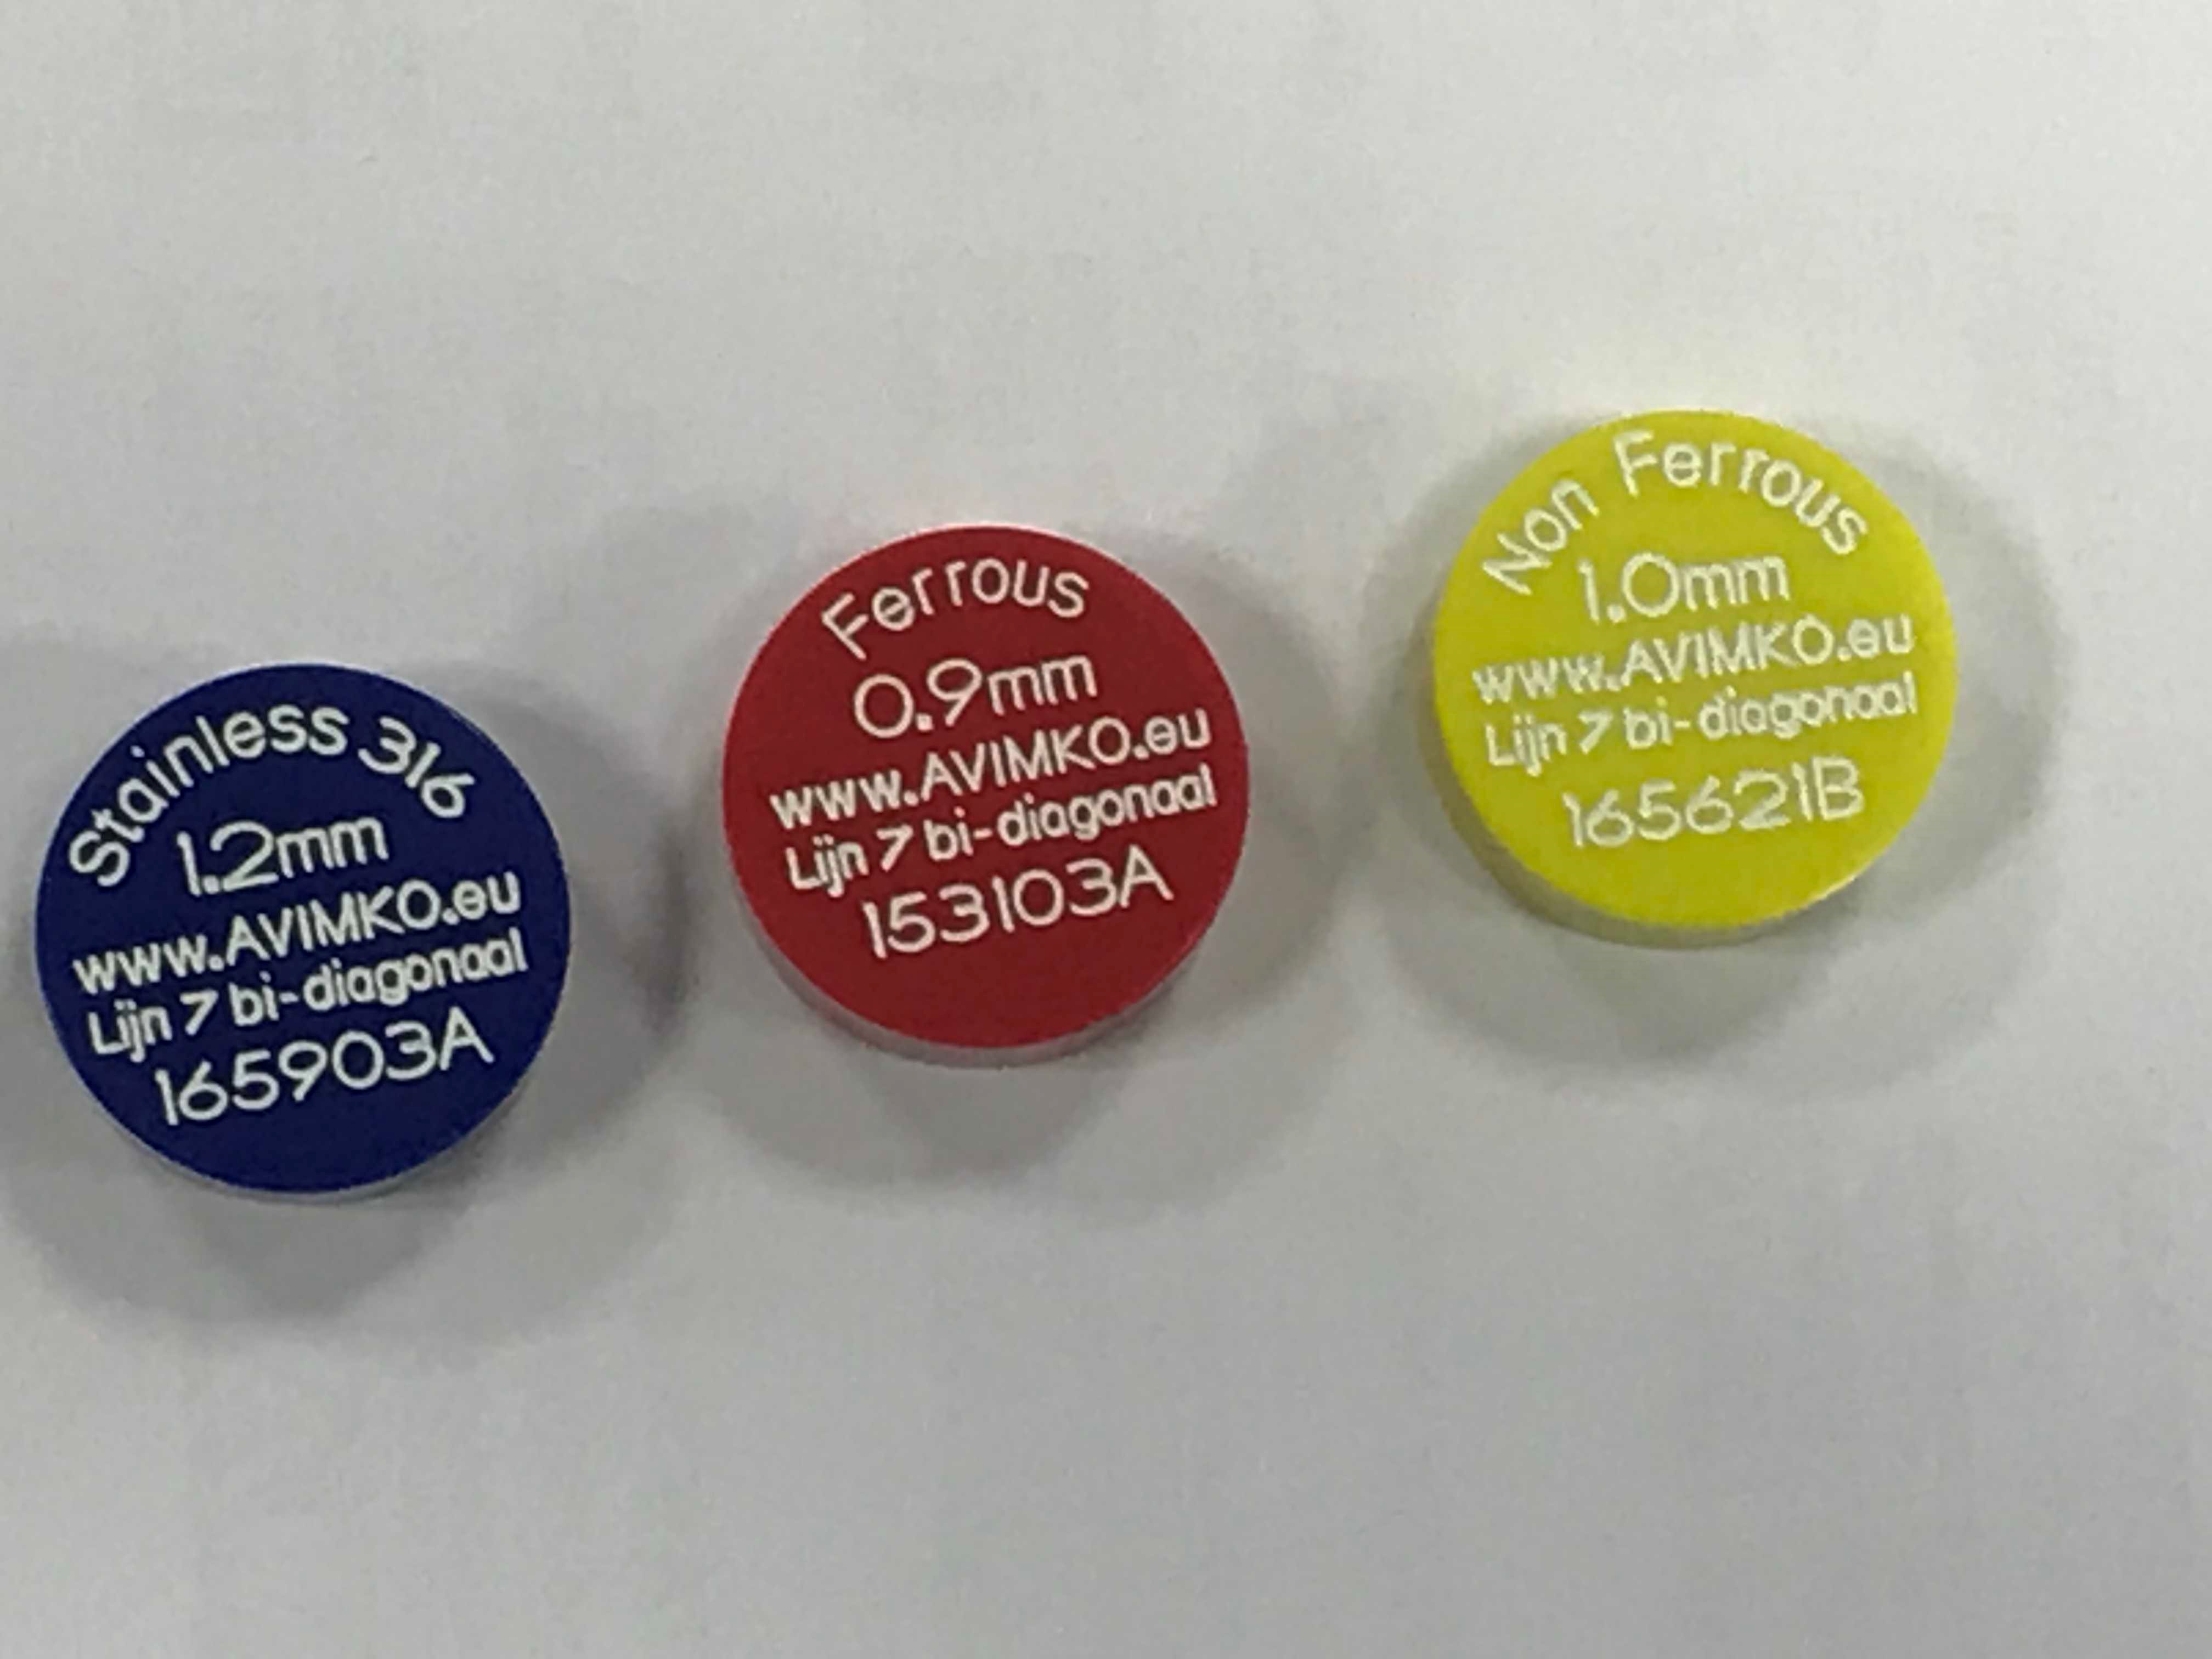 Stainless 316
1.2mm
www.AVIMKO.eu
Lijn 7 bi-diagonaal
165903A
Ferrous
0.9mm
www.AVIMKO.eu
Lijn 7 bi-diagonaal
153103A
Non Ferrous
1.0mm
www.AVIMKO.eu
Lijn 7 bi-diagonaal
165621B